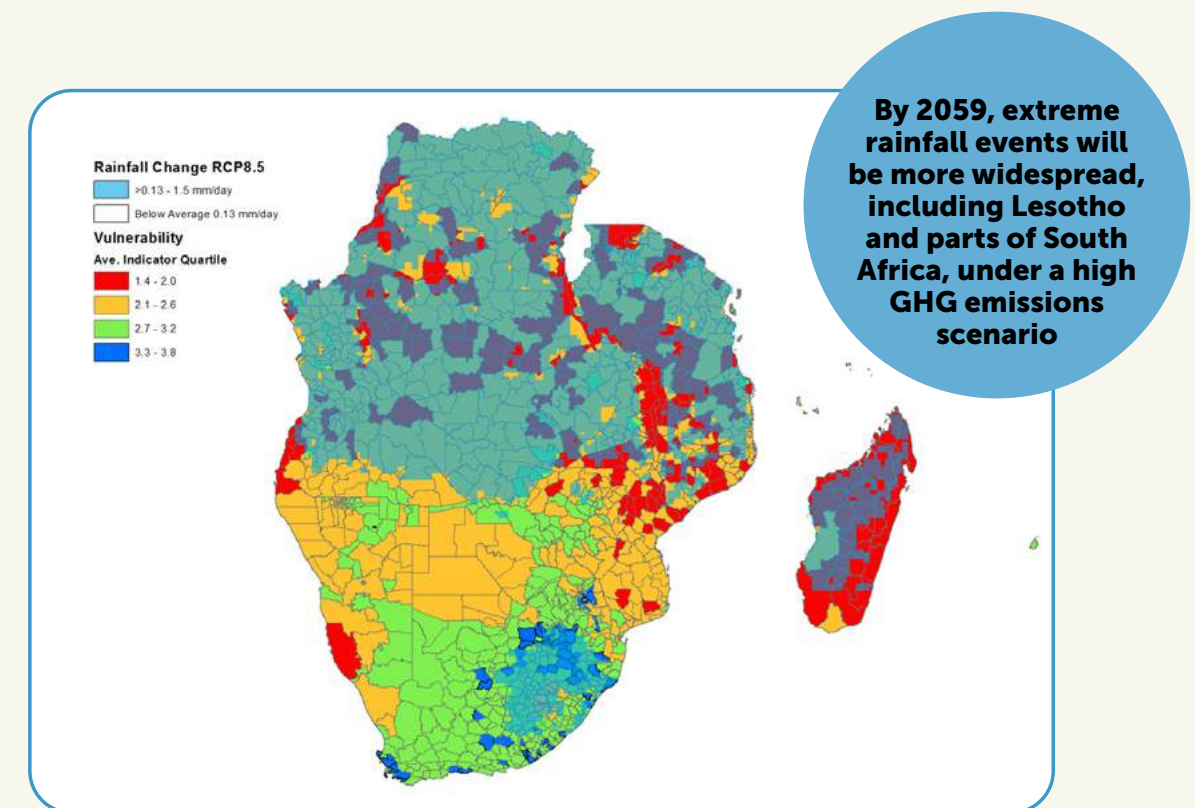 By 2059, extreme
rainfall events will
be more widespread,
including Lesotho
and parts of South
Africa, under a high
GHG emissions
scenario
Rainfall Change RCP8.5
>0.13 - 1.5 mm/day
Below Average 0.13 mm/day
Vulnerability
Ave. Indicator Quartile
1.4 - 2.0
2.1 - 2.6
2.7 - 3.2
3.3 - 3.8